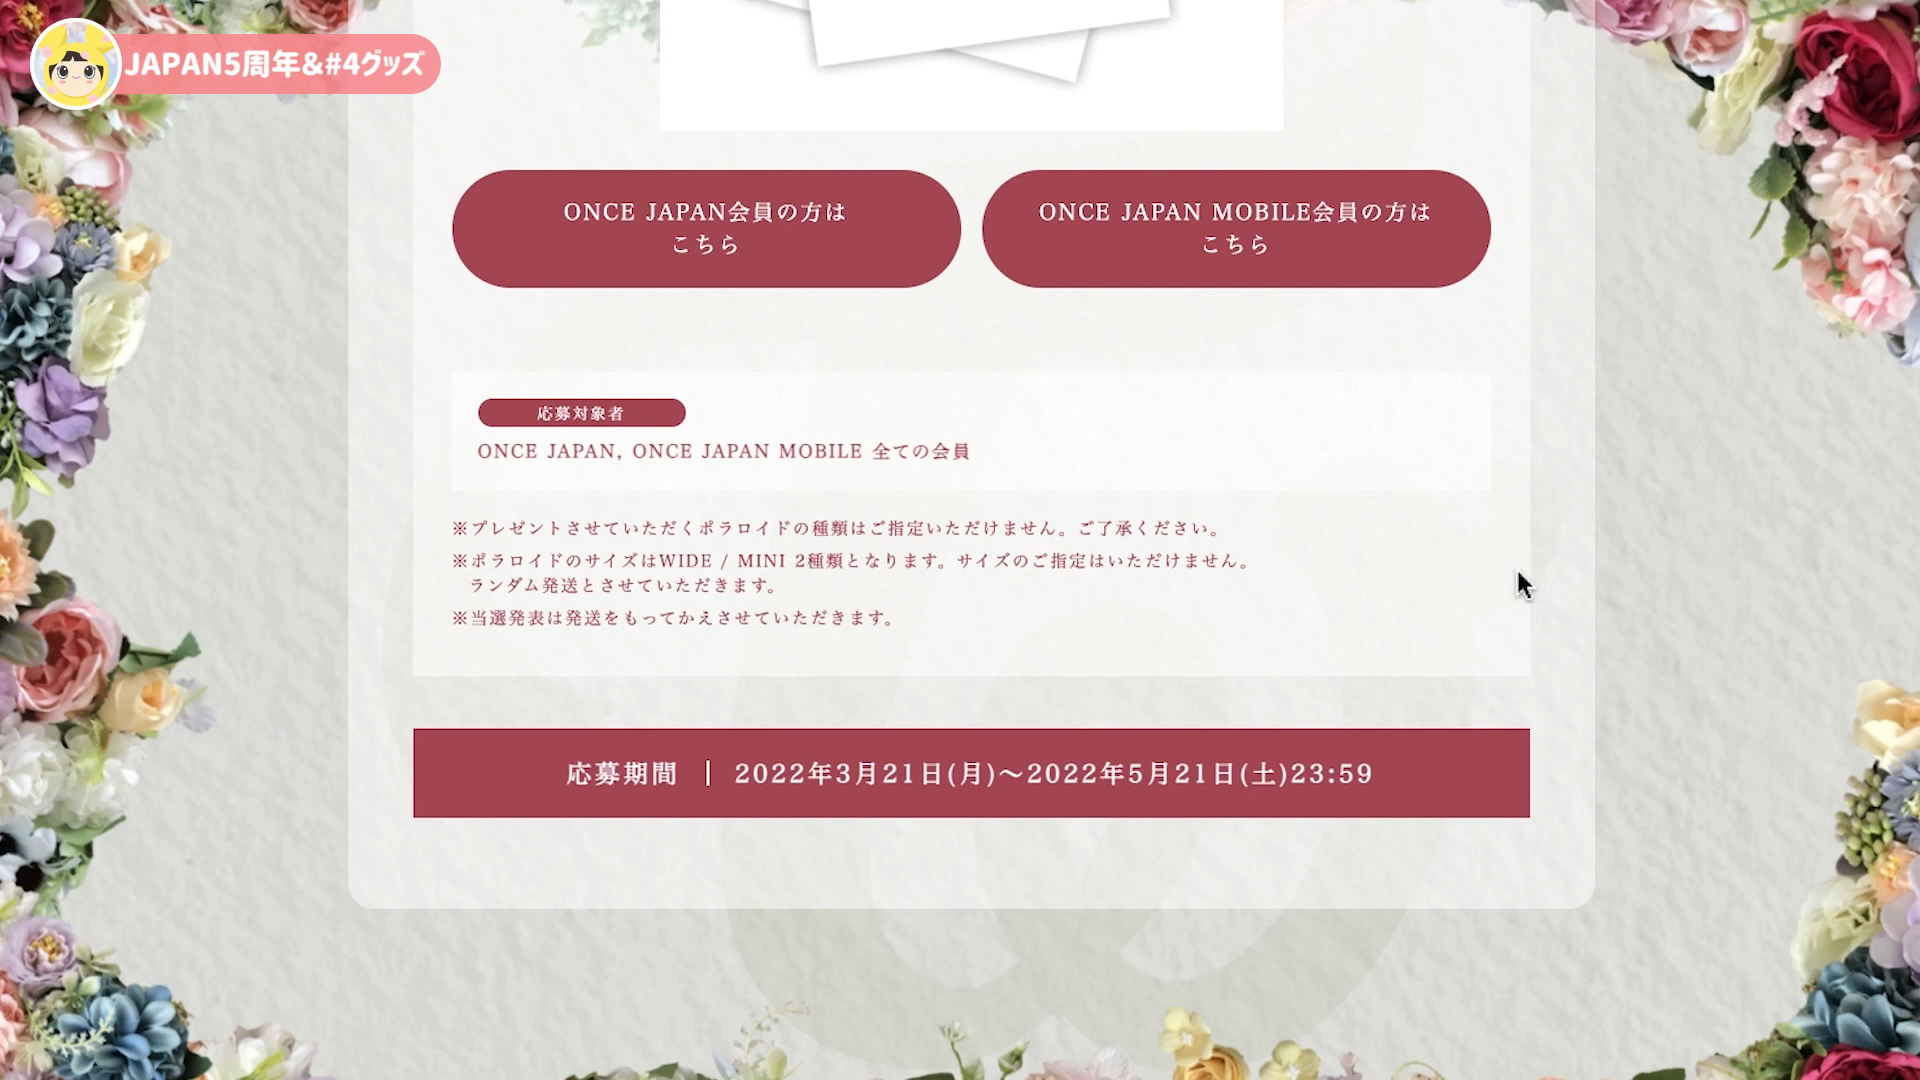 JAPAN5周年&#4グッズ
ONCE JAPAN会員の方は
こちら
ONCE JAPAN MOBILE会員の方は
こちら
応募対象者
ONCE JAPAN, ONCE JAPAN MOBILE 全ての会員
※プレゼントさせていただくポラロイドの種類はご指定いただけません。ご了承ください。
※ポラロイドのサイズはWIDE / MINI 2種類となります。サイズのご指定はいただけません。
ランダム発送とさせていただきます。
※当選発表は発送をもってかえさせていただきます。
応募期間 | 2022年3月21日(月)〜2022年5月21日(土)23:59